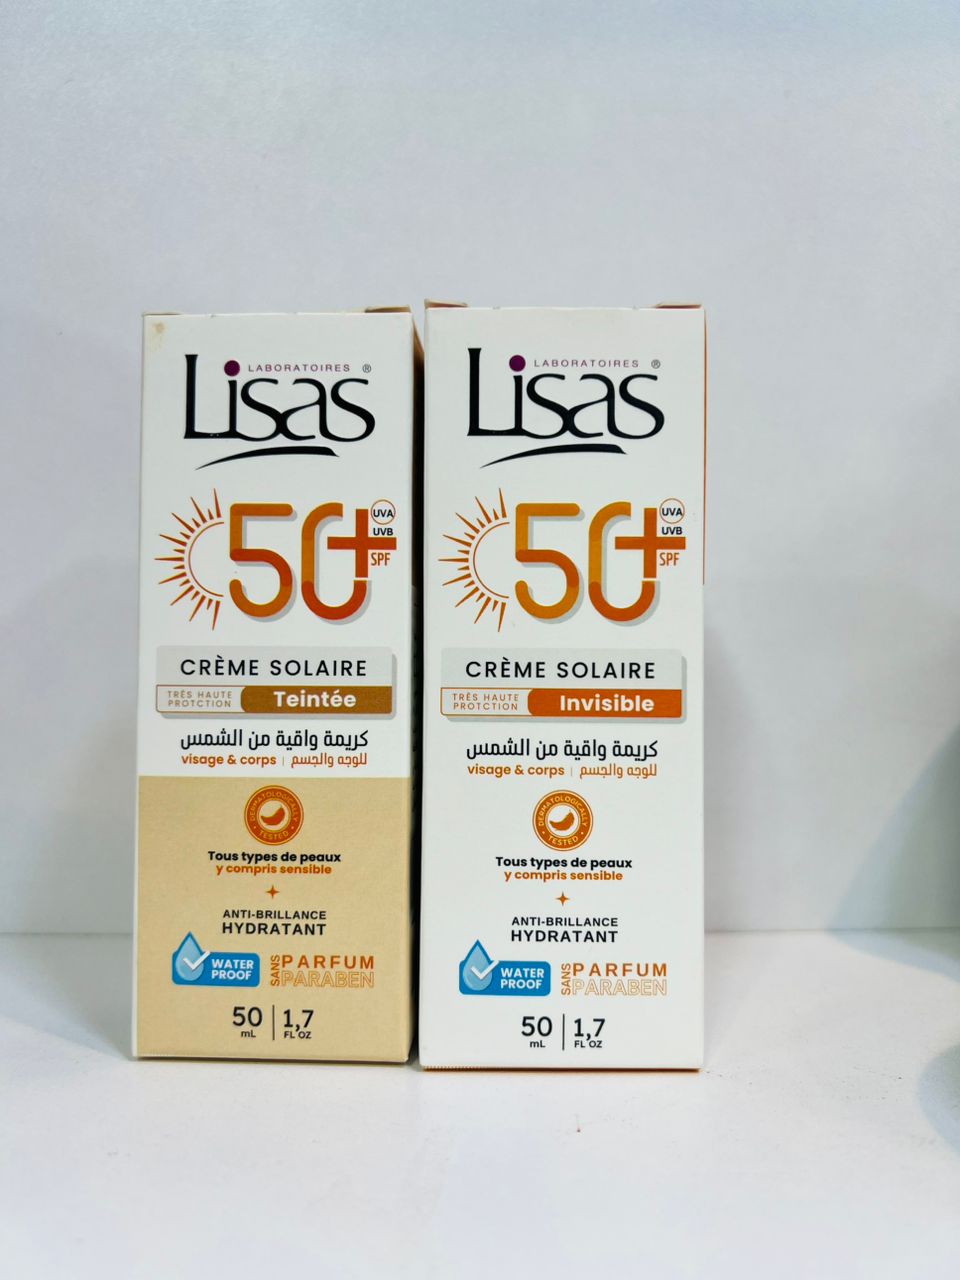 LABORATOIRES ®
Lisas
50+
UVA
UVB
SPF
CRÈME SOLAIRE
TRÈS HAUTE
PROTCTION
Teintée
كريمة واقية من الشمس
visage & corps | للوجه والجسم
DERMATOLOGICALLY
TESTED
Tous types de peaux
y compris sensible
ANTI-BRILLANCE
HYDRATANT
WATER
PROOF
SANS
PARFUM
PARABEN
50 | 1,7
mL FL OZ
LABORATOIRES ®
Lisas
50+
UVA
UVB
SPF
CRÈME SOLAIRE
TRÈS HAUTE
PROTCTION
Invisible
كريمة واقية من الشمس
visage & corps | للوجه والجسم
DERMATOLOGICALLY
TESTED
Tous types de peaux
y compris sensible
ANTI-BRILLANCE
HYDRATANT
WATER
PROOF
SANS
PARFUM
PARABEN
50 | 1,7
mL FL OZ